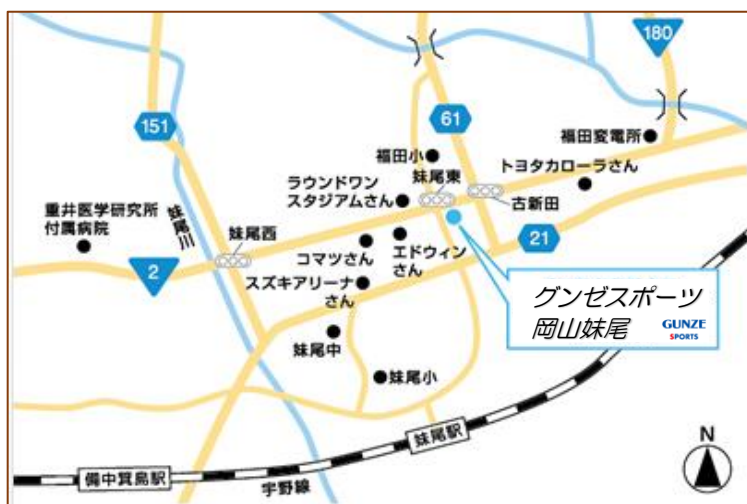 180
151
61
福田変電所
福田小
妹尾東
トヨタカローラさん
ラウンドワン
スタジアムさん
古新田
重井医学研究所
付属病院
妹尾川
妹尾西
コマツさん
エドウィン
さん
21
2
スズキアリーナ
さん
グンゼスポーツ
岡山妹尾
GUNZE
SPORTS
妹尾中
妹尾小
妹尾駅
備中箕島駅
宇野線
N